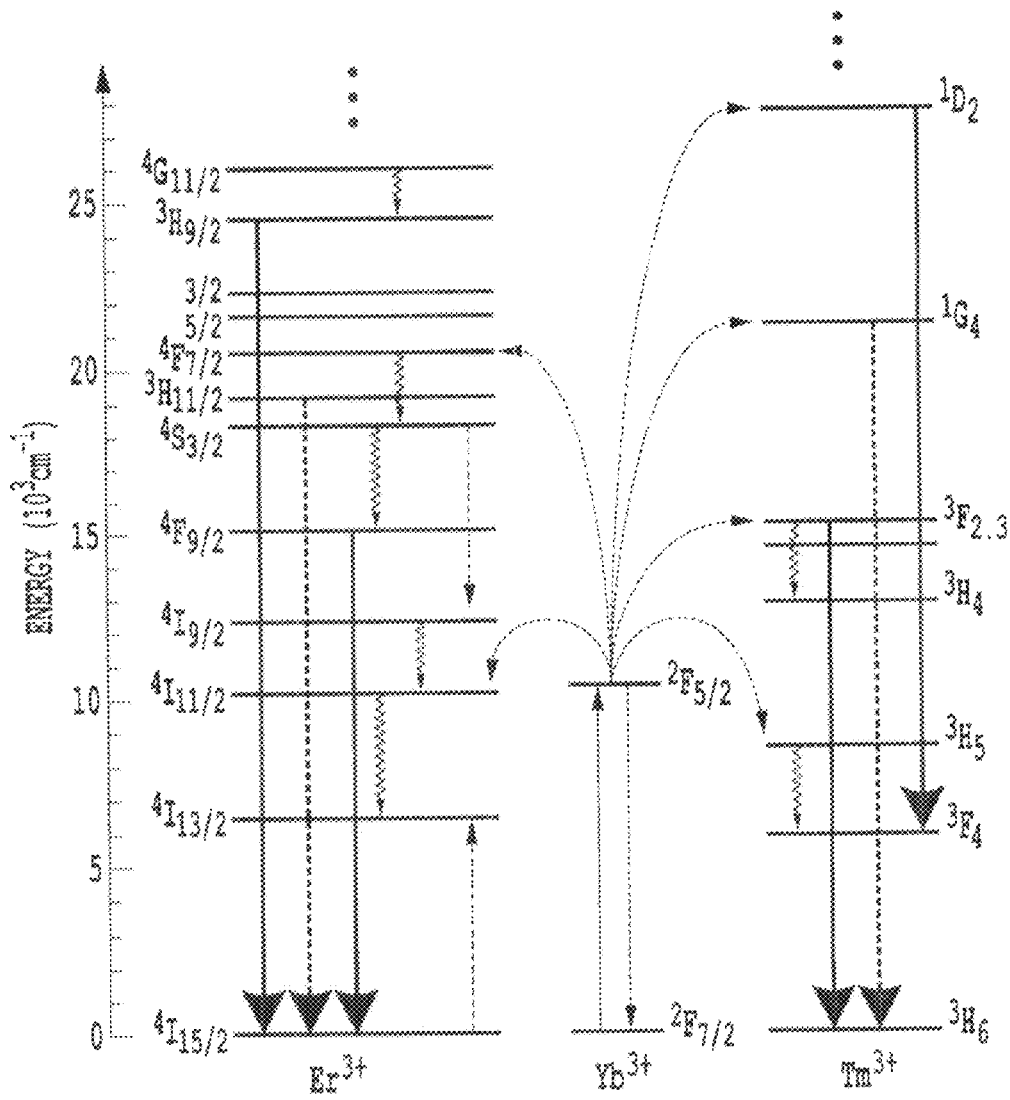 ENERGY (10³cm⁻¹)
25
20
15
10
5
0
⁴G₁₁/₂
³H₉/₂
3/2
5/2
⁴F₇/₂
³H₁₁/₂
⁴S₃/₂
⁴F₉/₂
⁴I₉/₂
⁴I₁₁/₂
⁴I₁₃/₂
⁴I₁₅/₂
Er³⁺
²F₅/₂
²F₇/₂
Yb³⁺
¹D₂
¹G₄
³F₂.₃
³H₄
³H₅
³F₄
³H₆
Tm³⁺